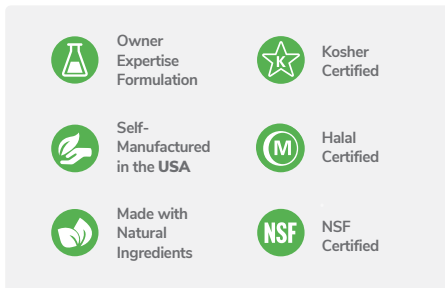 Owner
Expertise
Formulation
K
Kosher
Certified
Self-
Manufactured
in the USA
M
Halal
Certified
Made with
Natural
Ingredients
NSF
NSF
Certified